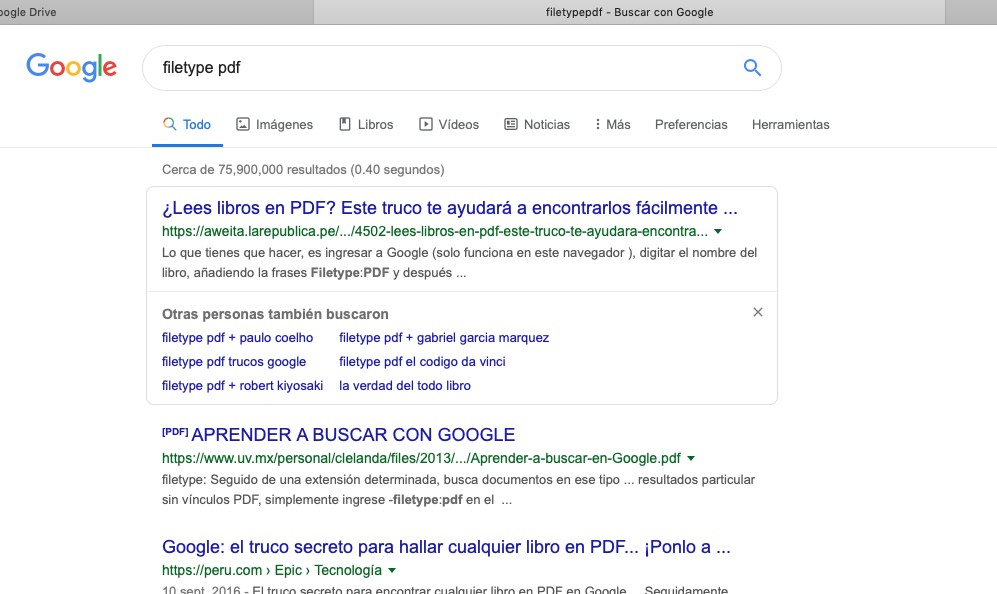 oogle Drive
filetypepdf - Buscar con Google
Google
filetype pdf
Todo Imágenes Libros Vídeos Noticias Más Preferencias Herramientas
Cerca de 75,900,000 resultados (0.40 segundos)
¿Lees libros en PDF? Este truco te ayudará a encontrarlos fácilmente ...
https://aweita.larepublica.pe/.../4502-lees-libros-en-pdf-este-truco-te-ayudara-encontra...
Lo que tienes que hacer, es ingresar a Google (solo funciona en este navegador ), digitar el nombre del
libro, añadiendo la frases Filetype:PDF y después ...
Otras personas también buscaron
filetype pdf + paulo coelho filetype pdf + gabriel garcia marquez
filetype pdf trucos google filetype pdf el codigo da vinci
filetype pdf + robert kiyosaki la verdad del todo libro
[PDF] APRENDER A BUSCAR CON GOOGLE
https://www.uv.mx/personal/clelanda/files/2013/.../Aprender-a-buscar-en-Google.pdf
filetype: Seguido de una extensión determinada, busca documentos en ese tipo ... resultados particular
sin vínculos PDF, simplemente ingrese -filetype:pdf en el ...
Google: el truco secreto para hallar cualquier libro en PDF... ¡Ponlo a ...
https://peru.com › Epic › Tecnología
10 sept. 2016 - El truco secreto para encontrar cualquier libro en PDF en Google. ... Seguidamente,